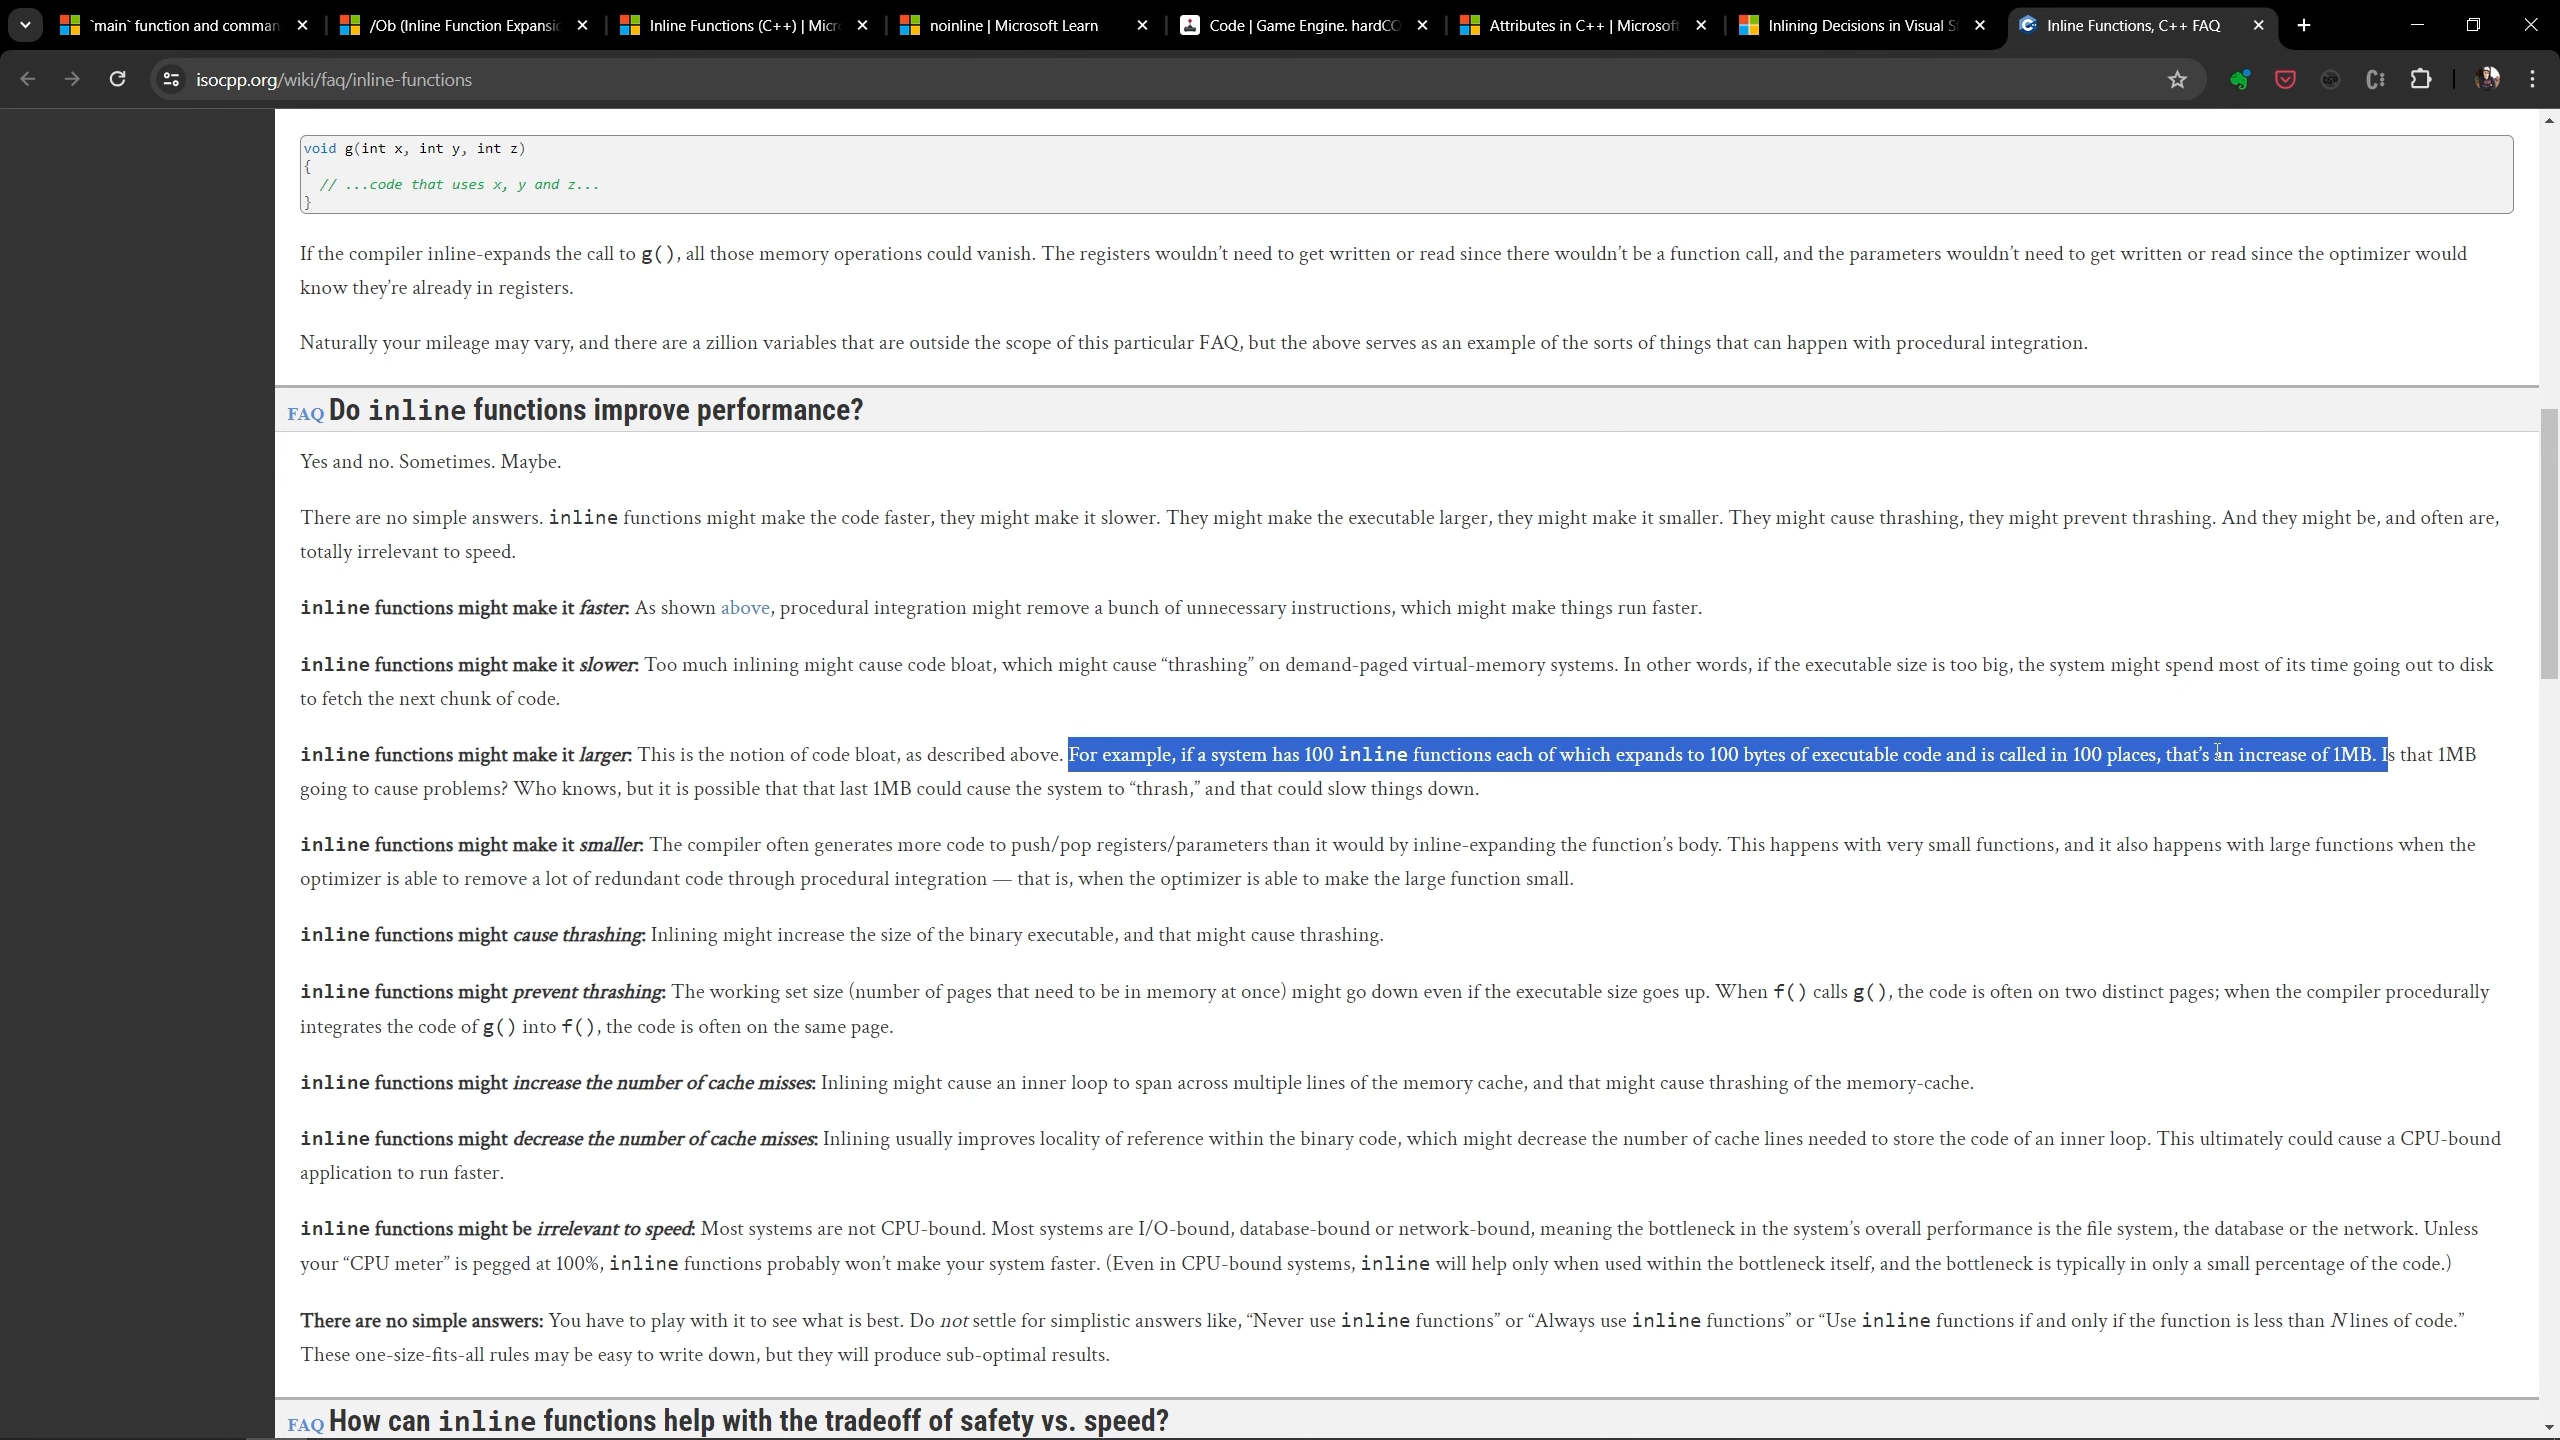 `main` function and comman
/Ob (Inline Function Expansic
Inline Functions (C++) | Micr
noinline | Microsoft Learn
Code | Game Engine. hardCO
Attributes in C++ | Microsoft
Inlining Decisions in Visual S
Inline Functions, C++ FAQ
isocpp.org/wiki/faq/inline-functions
void g(int x, int y, int z)
{
// ...code that uses x, y and z...
}
If the compiler inline-expands the call to g(), all those memory operations could vanish. The registers wouldn’t need to get written or read since there wouldn’t be a function call, and the parameters wouldn’t need to get written or read since the optimizer would
know they’re already in registers.
Naturally your mileage may vary, and there are a zillion variables that are outside the scope of this particular FAQ, but the above serves as an example of the sorts of things that can happen with procedural integration.
FAQ Do inline functions improve performance?
Yes and no. Sometimes. Maybe.
There are no simple answers. inline functions might make the code faster, they might make it slower. They might make the executable larger, they might make it smaller. They might cause thrashing, they might prevent thrashing. And they might be, and often are,
totally irrelevant to speed.
inline functions might make it faster: As shown above, procedural integration might remove a bunch of unnecessary instructions, which might make things run faster.
inline functions might make it slower: Too much inlining might cause code bloat, which might cause “thrashing” on demand-paged virtual-memory systems. In other words, if the executable size is too big, the system might spend most of its time going out to disk
to fetch the next chunk of code.
inline functions might make it larger: This is the notion of code bloat, as described above. For example, if a system has 100 inline functions each of which expands to 100 bytes of executable code and is called in 100 places, that’s an increase of 1MB. Is that 1MB
going to cause problems? Who knows, but it is possible that that last 1MB could cause the system to “thrash,” and that could slow things down.
inline functions might make it smaller: The compiler often generates more code to push/pop registers/parameters than it would by inline-expanding the function’s body. This happens with very small functions, and it also happens with large functions when the
optimizer is able to remove a lot of redundant code through procedural integration — that is, when the optimizer is able to make the large function small.
inline functions might cause thrashing: Inlining might increase the size of the binary executable, and that might cause thrashing.
inline functions might prevent thrashing: The working set size (number of pages that need to be in memory at once) might go down even if the executable size goes up. When f() calls g(), the code is often on two distinct pages; when the compiler procedurally
integrates the code of g() into f(), the code is often on the same page.
inline functions might increase the number of cache misses: Inlining might cause an inner loop to span across multiple lines of the memory cache, and that might cause thrashing of the memory-cache.
inline functions might decrease the number of cache misses: Inlining usually improves locality of reference within the binary code, which might decrease the number of cache lines needed to store the code of an inner loop. This ultimately could cause a CPU-bound
application to run faster.
inline functions might be irrelevant to speed: Most systems are not CPU-bound. Most systems are I/O-bound, database-bound or network-bound, meaning the bottleneck in the system’s overall performance is the file system, the database or the network. Unless
your “CPU meter” is pegged at 100%, inline functions probably won’t make your system faster. (Even in CPU-bound systems, inline will help only when used within the bottleneck itself, and the bottleneck is typically in only a small percentage of the code.)
There are no simple answers: You have to play with it to see what is best. Do not settle for simplistic answers like, “Never use inline functions” or “Always use inline functions” or “Use inline functions if and only if the function is less than N lines of code.”
These one-size-fits-all rules may be easy to write down, but they will produce sub-optimal results.
FAQ How can inline functions help with the tradeoff of safety vs. speed?